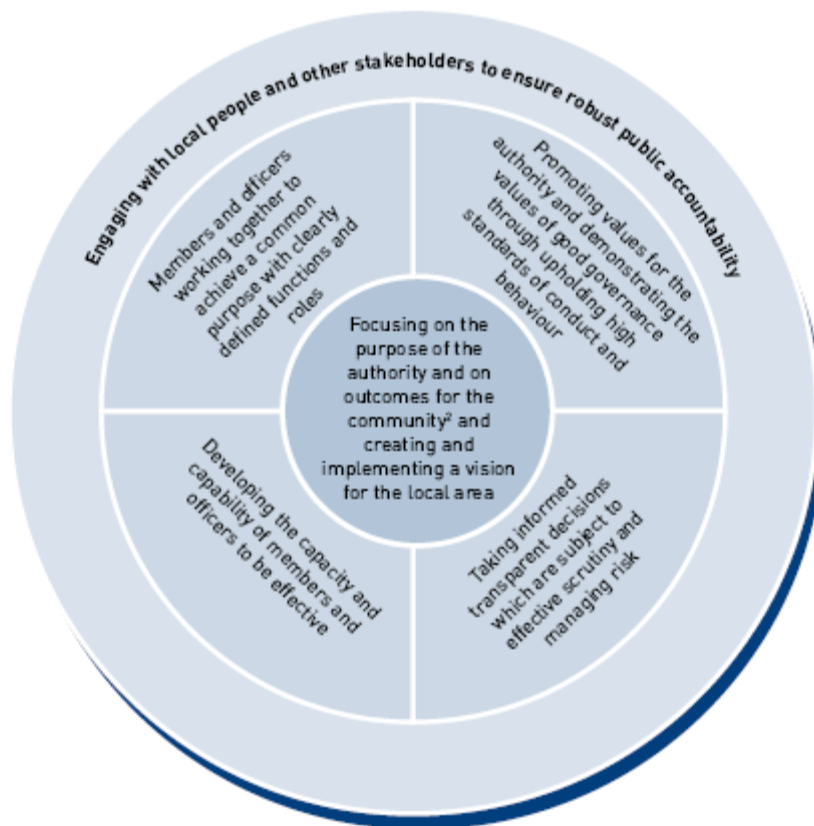 Engaging with local people and other stakeholders to ensure robust public accountability
Members and officers
working together to
achieve a common
purpose with clearly
defined functions and
roles
Promoting values for the
authority and demonstrating the
values of good governance
through upholding high
standards of conduct and
behaviour
Focusing on the
purpose of the
authority and on
outcomes for the
community² and
creating and
implementing a vision
for the local area
Developing the capacity and
capability of members and
officers to be effective
Taking informed
transparent decisions
which are subject to
effective scrutiny and
managing risk